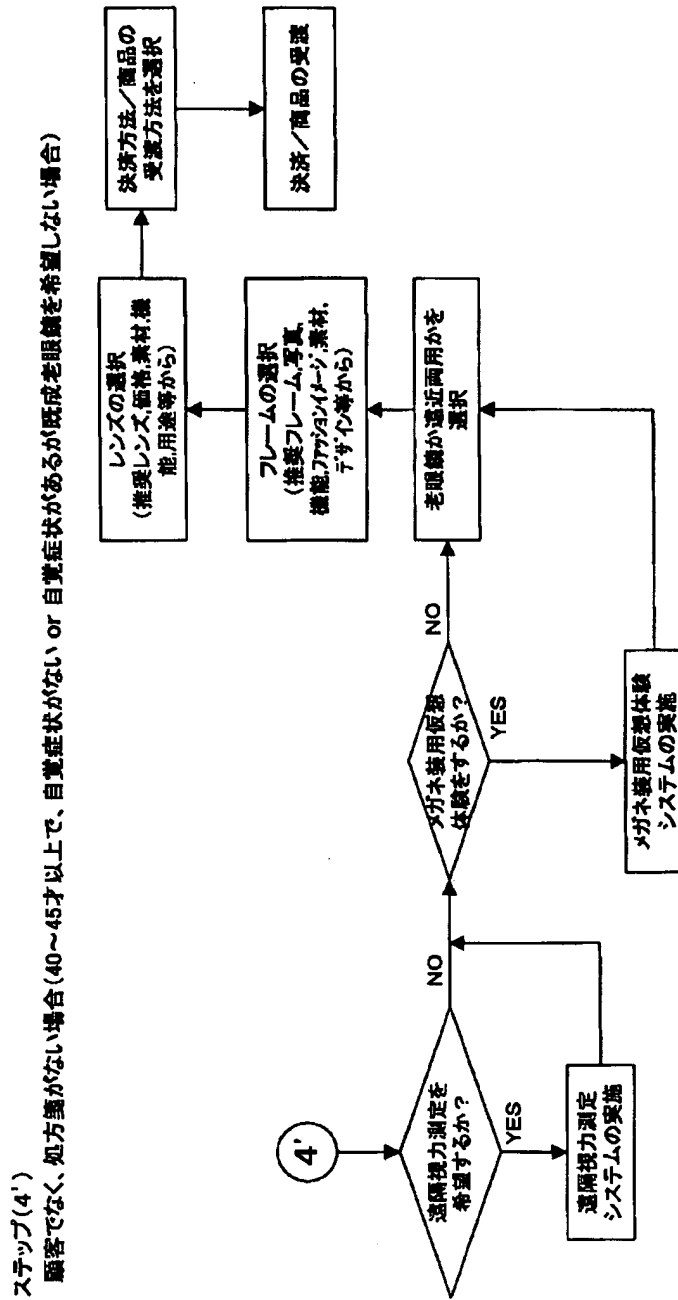 ステップ(4')
顧客でなく、処方箋がない場合(40～45才以上で、自覚症状がない or 自覚症状があるが既成老眼鏡を希望しない場合)
4'
遠隔視力測定を
希望するか？
YES
NO
遠隔視力測定
システムの実施
メガネ装用仮想
体験をするか？
YES
NO
メガネ装用仮想体験
システムの実施
老眼鏡か遠近両用かを
選択
フレームの選択
(推奨フレーム,写真,
機能,ファッションイメージ,素材,
デザイン等から)
レンズの選択
(推奨レンズ,価格,素材,機
能,用途等から)
決済方法／商品の
受渡方法を選択
決済／商品の受渡